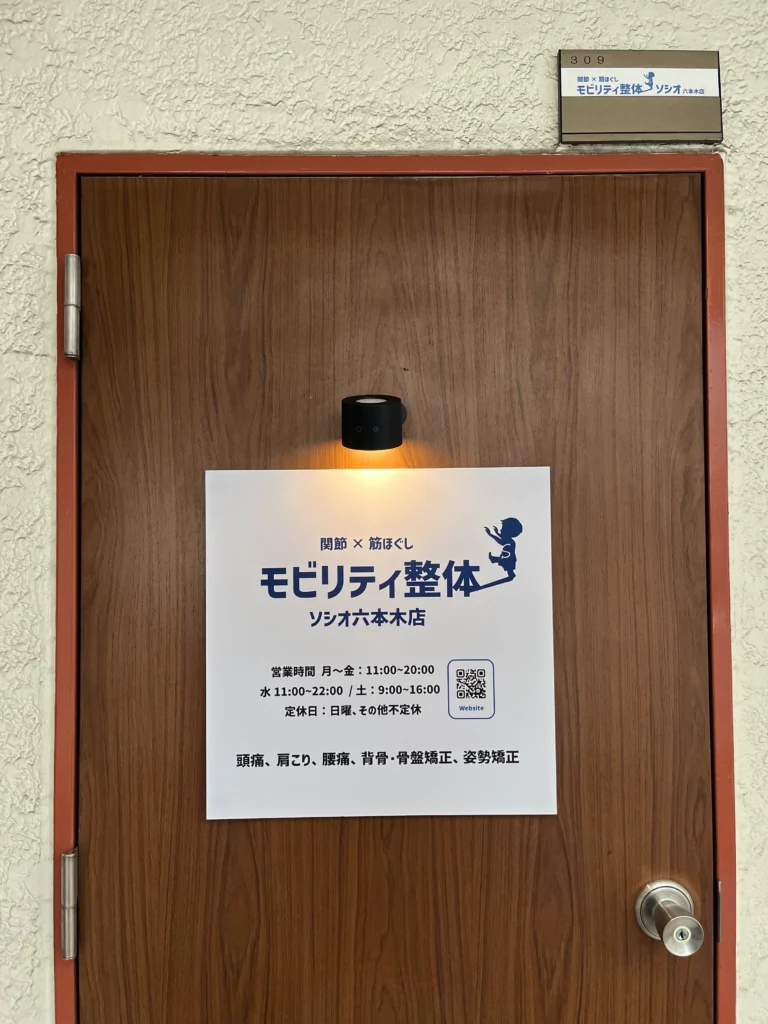 309
関節 × 筋ほぐし
モビリティ整体 ソシオ 六本木店
関節 × 筋ほぐし
モビリティ整体
ソシオ六本木店
営業時間 月〜金：11:00~20:00
水 11:00~22:00 / 土：9:00~16:00
定休日：日曜、その他不定休
Website
頭痛、肩こり、腰痛、背骨・骨盤矯正、姿勢矯正